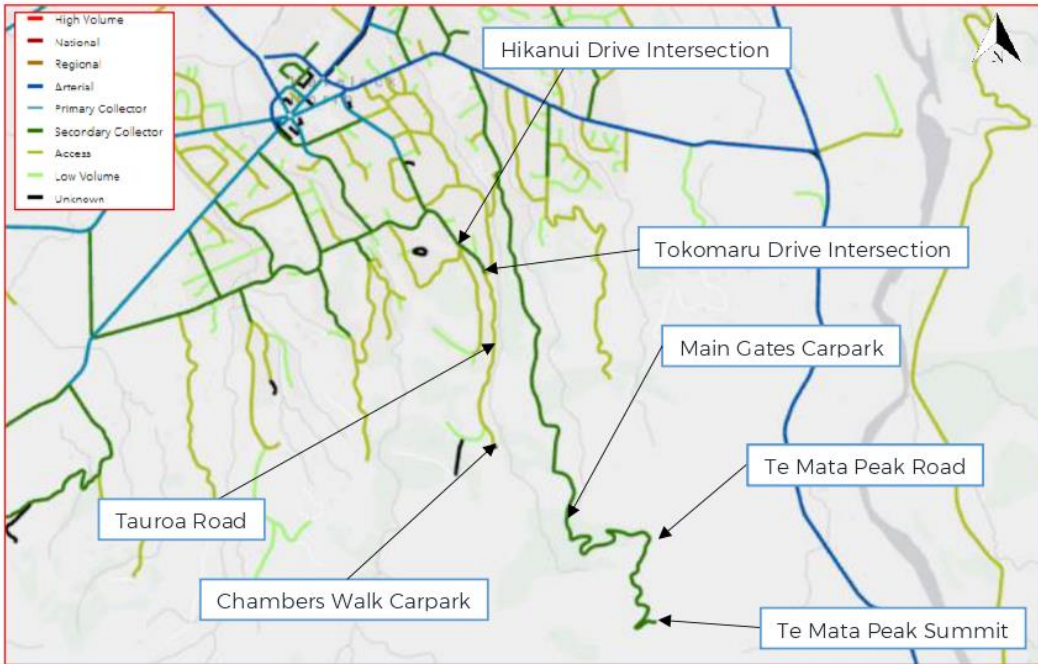 High Volume
National
Regional
Arterial
Primary Collector
Secondary Collector
Access
Low Volume
Unknown
N
Hikanui Drive Intersection
Tokomaru Drive Intersection
Main Gates Carpark
Te Mata Peak Road
Tauroa Road
Chambers Walk Carpark
Te Mata Peak Summit